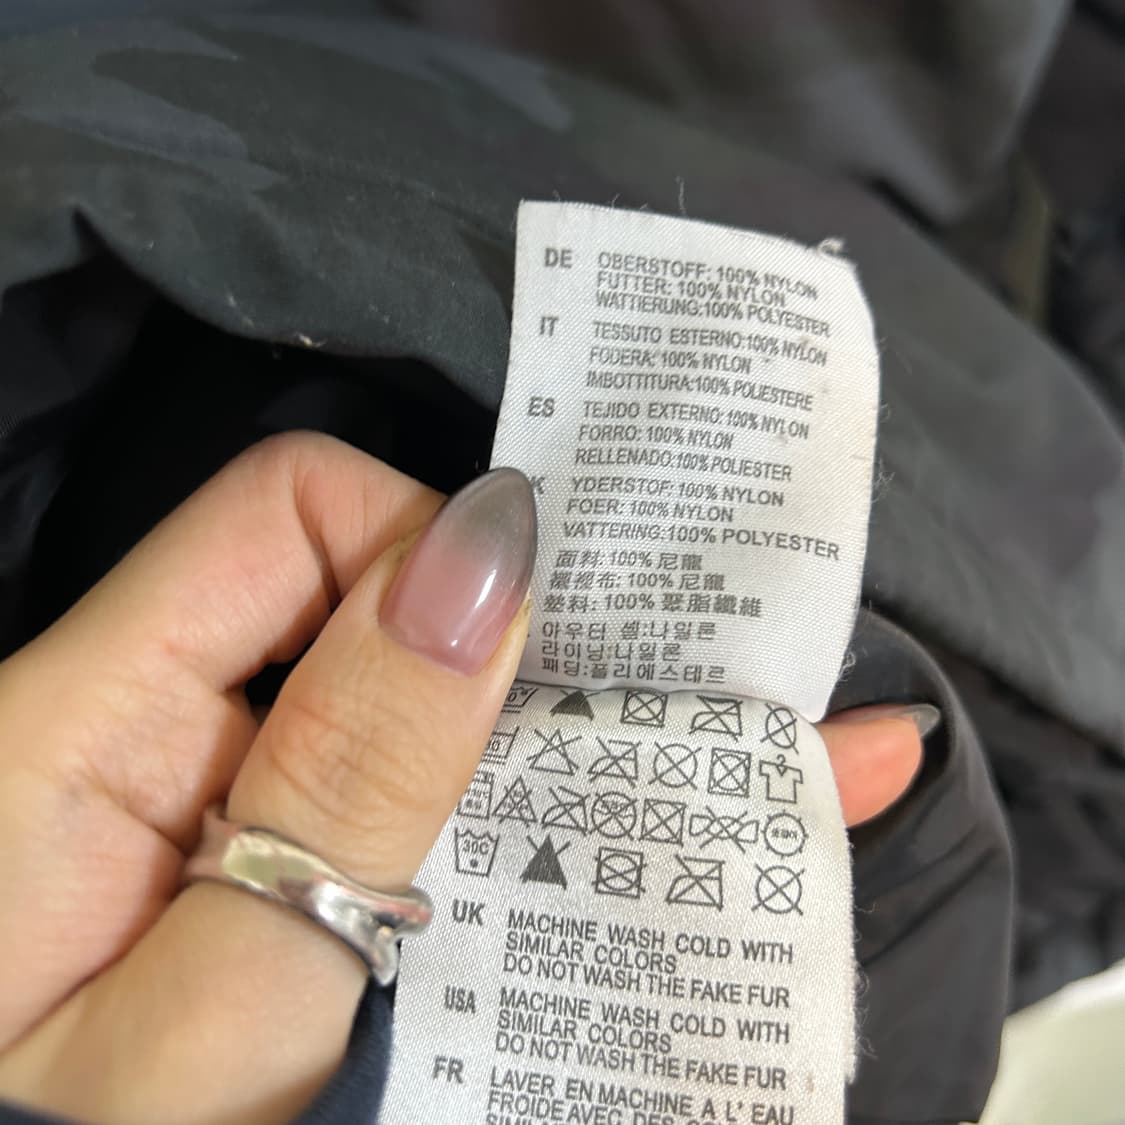 DE OBERSTOFF: 100% NYLON
FUTTER: 100% NYLON
WATTIERUNG:100% POLYESTER
IT TESSUTO ESTERNO:100% NYLON
FODERA: 100% NYLON
IMBOTTITURA:100% POLIESTERE
ES TEJIDO EXTERNO: 100% NYLON
FORRO: 100% NYLON
RELLENADO:100% POLIESTER
K YDERSTOF: 100% NYLON
FOER: 100% NYLON
VATTERING:100% POLYESTER
面料: 100% 尼龍
100% 尼龍
墊料: 100% 聚脂纖維
아우터 셀:나일론
라이닝:나일론
패딩:폴리에스테르
30C
UK MACHINE WASH COLD WITH
SIMILAR COLORS
DO NOT WASH THE FAKE FUR
USA MACHINE WASH COLD WITH
SIMILAR COLORS
DO NOT WASH THE FAKE FUR
FR LAVER EN MACHINE A L' EAU
FROIDE AVEC DES